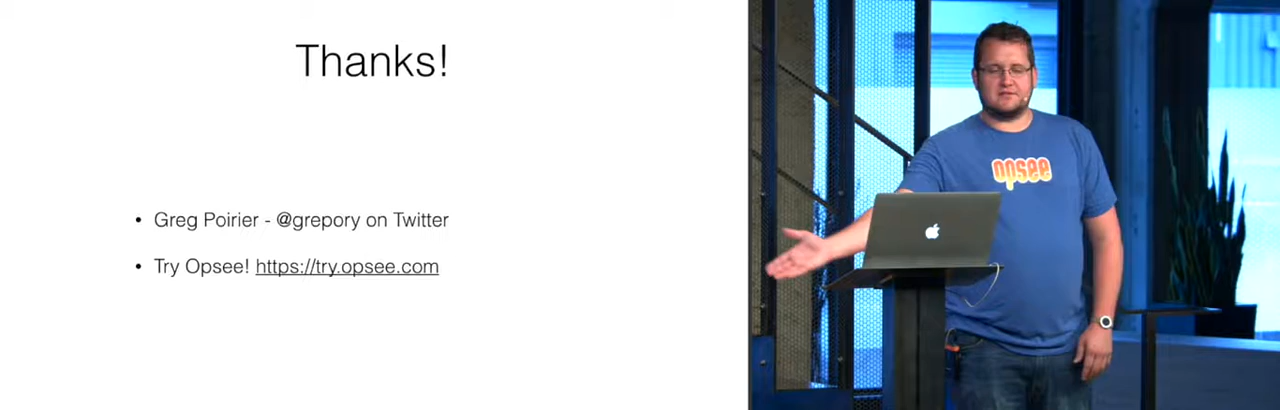 Thanks!
• Greg Poirier - @grepory on Twitter
• Try Opsee! https://try.opsee.com
opsee